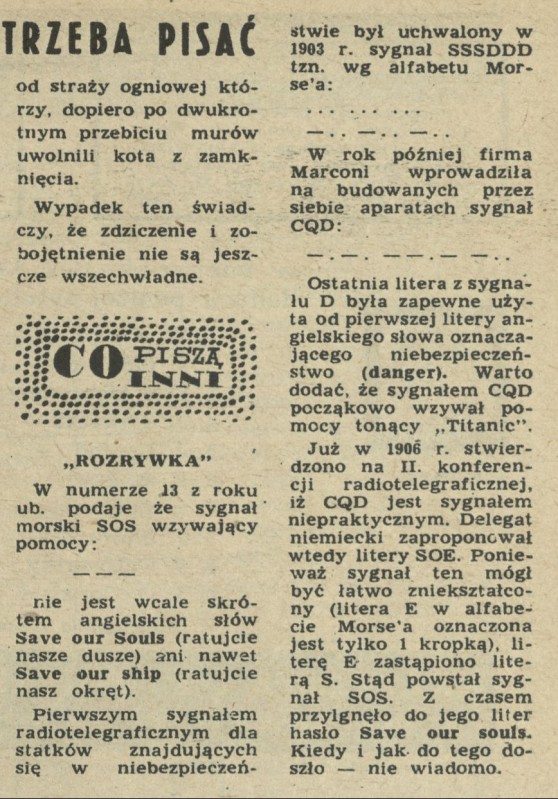 TRZEBA PISAĆ
od straży ogniowej któ-
rzy, dopiero po dwukro-
tnym przebiciu murów
uwolnili kota z zamk-
nięcia.
Wypadek ten świad-
czy, że zdziczenie i zo-
bojętnienie nie są jesz-
cze wszechwładne.
CO PISZĄ
INNI
„ROZRYWKA”
W numerze 13 z roku
ub. podaje że sygnał
morski SOS wzywający
pomocy:
— — —
nie jest wcale skró-
tem angielskich słów
Save our Souls (ratujcie
nasze dusze) ani nawet
Save our ship (ratujcie
nasz okręt).
Pierwszym sygnałem
radiotelegraficznym dla
statków znajdujących
się w niebezpieczeń-
stwie był uchwalony w
1903 r. sygnał SSSDDD
tzn. wg alfabetu Mor-
se'a:
... ... ...
—.. —.. —..
W rok później firma
Marconi wprowadziła
na budowanych przez
siebie aparatach sygnał
CQD:
—.—. ——.— —..
Ostatnia litera z sygna-
łu D była zapewne uży-
ta od pierwszej litery an-
gielskiego słowa oznacza-
jącego niebezpieczeń-
stwo (danger). Warto
dodać, że sygnałem CQD
począkowo wzywał po-
mocy tonący „Titanic”.
Już w 1906 r. stwier-
dzono na II. konferen-
cji radiotelegraficznej,
iż CQD jest sygnałem
niepraktycznym. Delegat
niemiecki zaproponował
wtedy litery SOE. Ponie-
waż sygnał ten mógł
być łatwo zniekształco-
ny (litera E w alfabe-
cie Morse'a oznaczona
jest tylko 1 kropką), li-
terę E zastąpiono lite-
rą S. Stąd powstał syg-
nał SOS. Z czasem
przylgnęło do jego liter
hasło Save our souls.
Kiedy i jak do tego do-
szło — nie wiadomo.